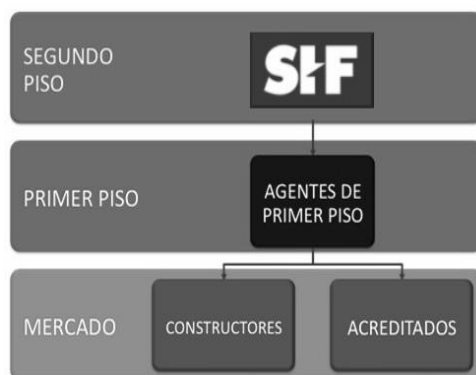 SEGUNDO
PISO
SHF
PRIMER PISO
AGENTES DE
PRIMER PISO
MERCADO
CONSTRUCTORES
ACREDITADOS